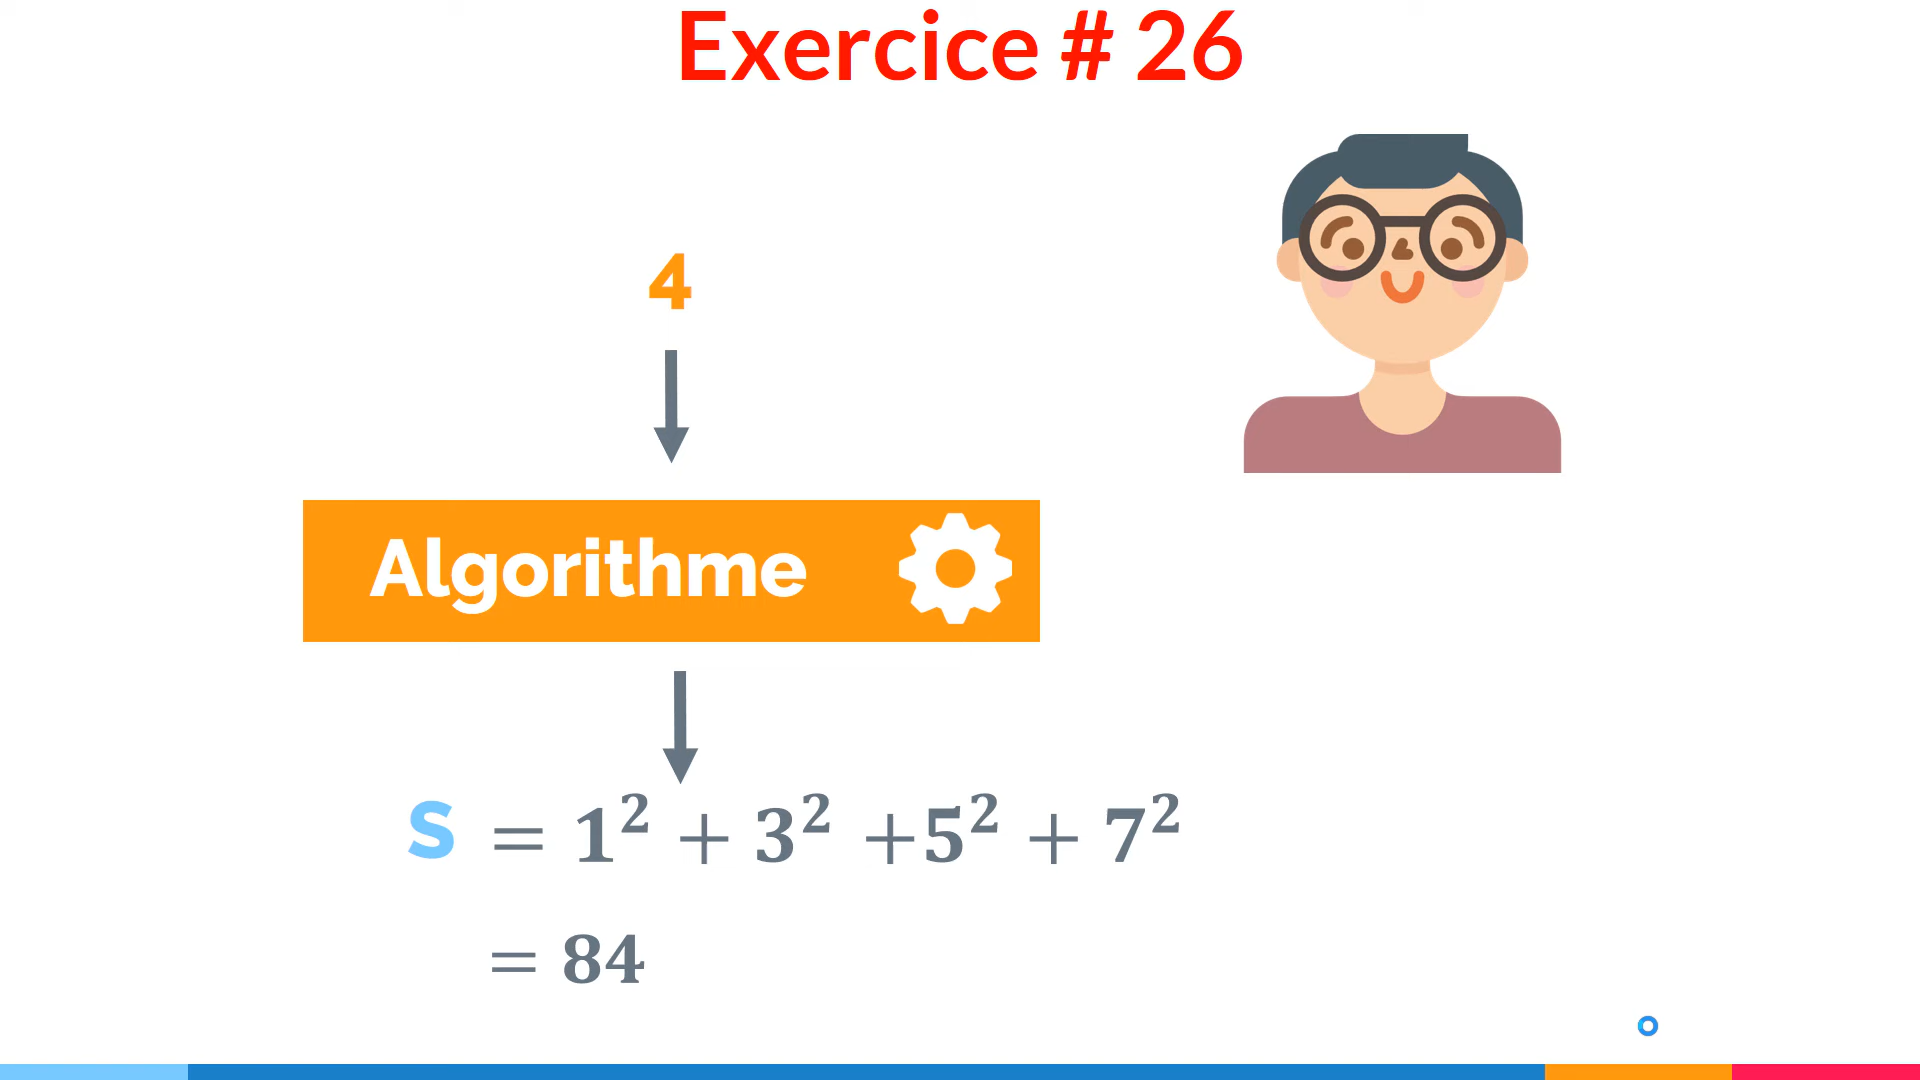 Exercice # 26
4
Algorithme
S = 1² + 3² +5² + 7²
= 84